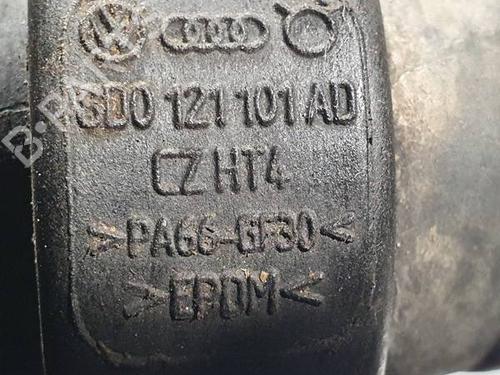 3D0 121 101 AD
CZ HT4
>PA66-GF30<
>EPDM<